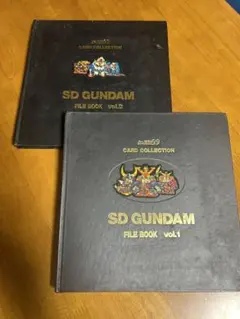 CARD COLLECTION
SD GUNDAM
FILE BOOK vol.2
CARD COLLECTION
SD GUNDAM
FILE BOOK vol.1